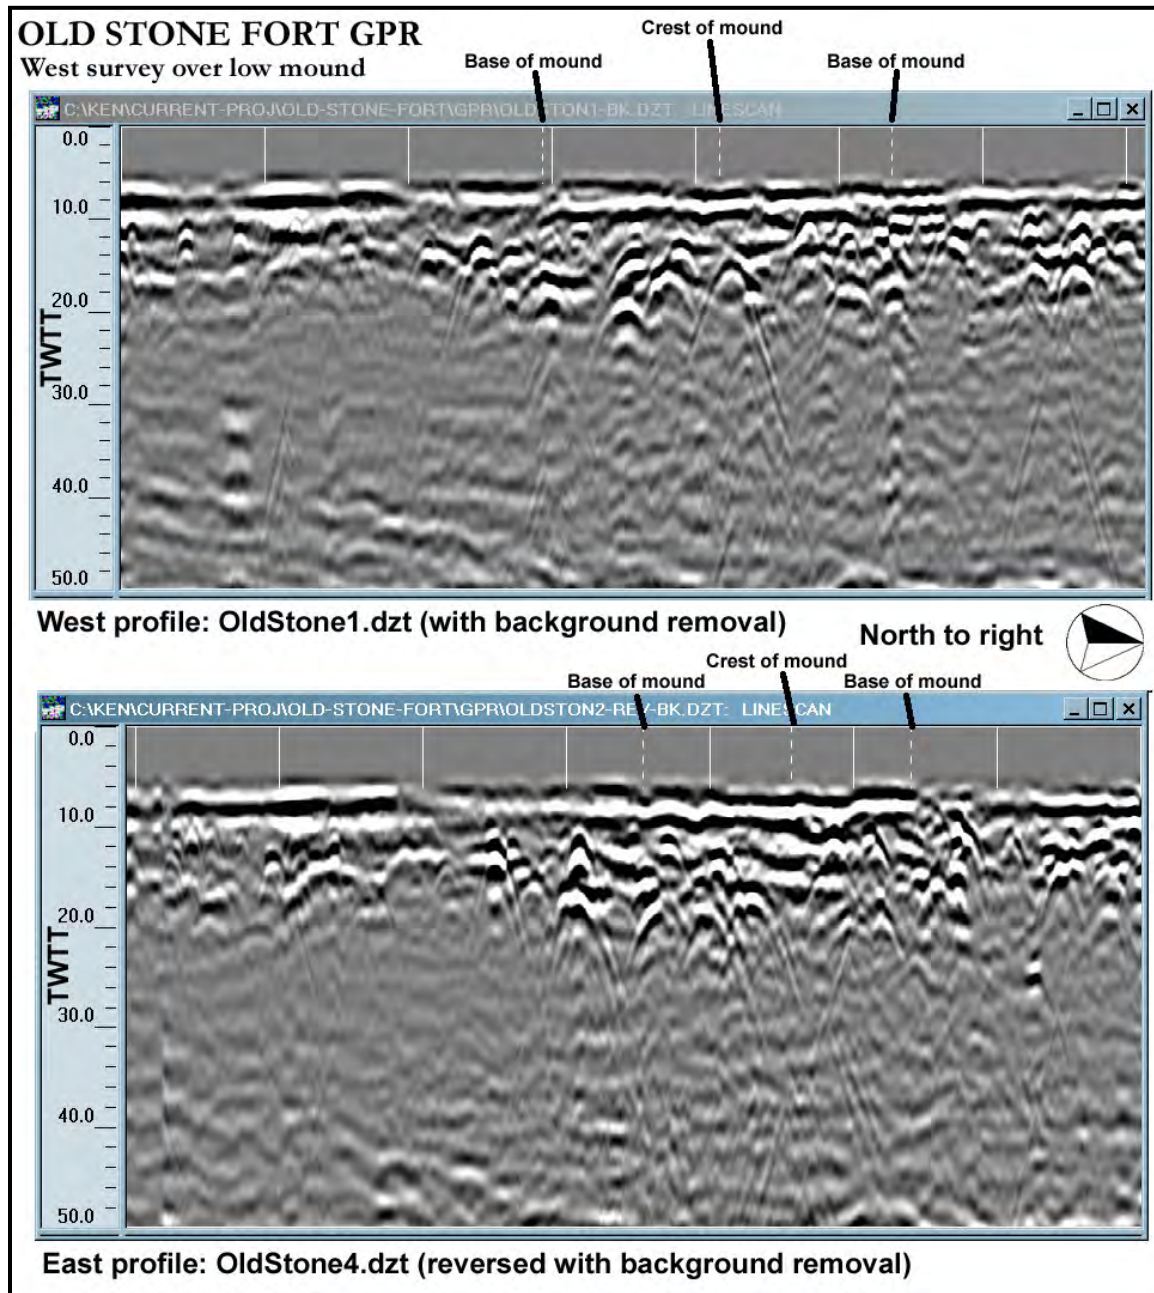 OLD STONE FORT GPR
West survey over low mound
Base of mound
Crest of mound
Base of mound
C:\KEN\CURRENT-PROJ\OLD-STONE-FORT\GPR\OLDSTON1-BK.DZT: LINESCAN
0.0
10.0
20.0
30.0
40.0
50.0
TWTT
West profile: OldStone1.dzt (with background removal)
North to right
Base of mound
Crest of mound
Base of mound
C:\KEN\CURRENT-PROJ\OLD-STONE-FORT\GPR\OLDSTON2-REV-BK.DZT: LINESCAN
0.0
10.0
20.0
30.0
40.0
50.0
TWTT
East profile: OldStone4.dzt (reversed with background removal)